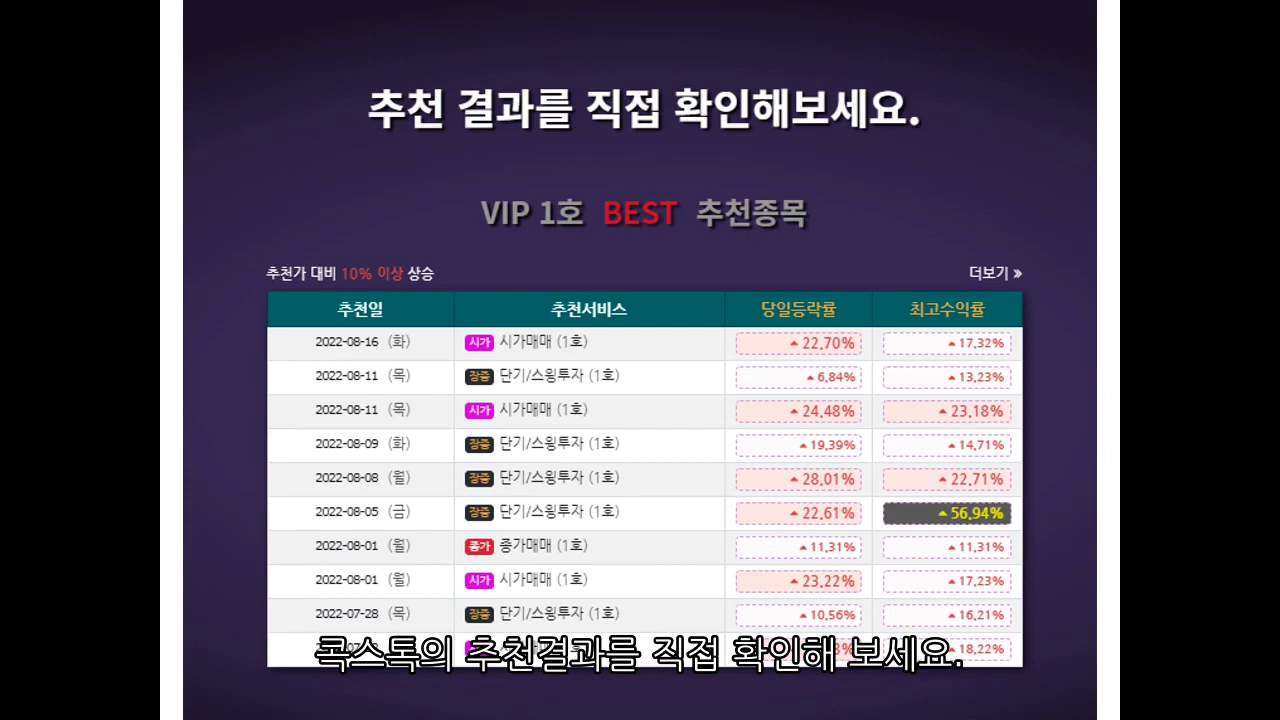 추천 결과를 직접 확인해보세요.
VIP 1호 BEST 추천종목
추천가 대비 10% 이상 상승 더보기 »
추천일 추천서비스 당일등락률 최고수익률
2022-08-16 (화) 시가 시가매매 (1호) 22.70% 17.32%
2022-08-11 (목) 장중 단기/스윙투자 (1호) 6.84% 13.23%
2022-08-11 (목) 시가 시가매매 (1호) 24.48% 23.18%
2022-08-09 (화) 장중 단기/스윙투자 (1호) 19.39% 14.71%
2022-08-08 (월) 장중 단기/스윙투자 (1호) 28.01% 22.71%
2022-08-05 (금) 장중 단기/스윙투자 (1호) 22.61% 56.94%
2022-08-01 (월) 종가 종가매매 (1호) 11.31% 11.31%
2022-08-01 (월) 시가 시가매매 (1호) 23.22% 17.23%
2022-07-28 (목) 장중 단기/스윙투자 (1호) 10.56% 16.21%
18.22%
콕스톡의 추천결과를 직접 확인해 보세요.